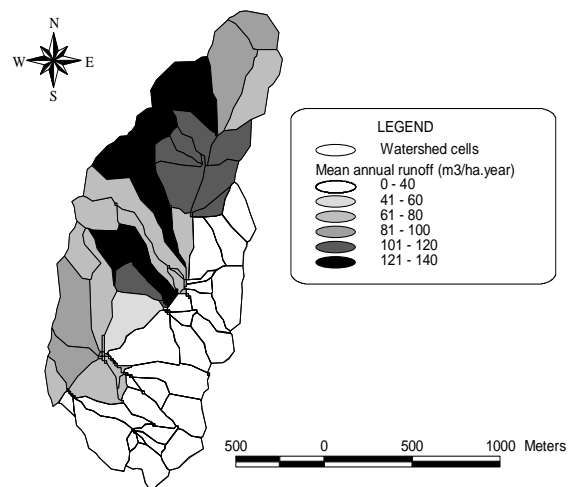 N
W E
S
LEGEND
Watershed cells
Mean annual runoff (m3/ha.year)
0 - 40
41 - 60
61 - 80
81 - 100
101 - 120
121 - 140
500 0 500 1000 Meters